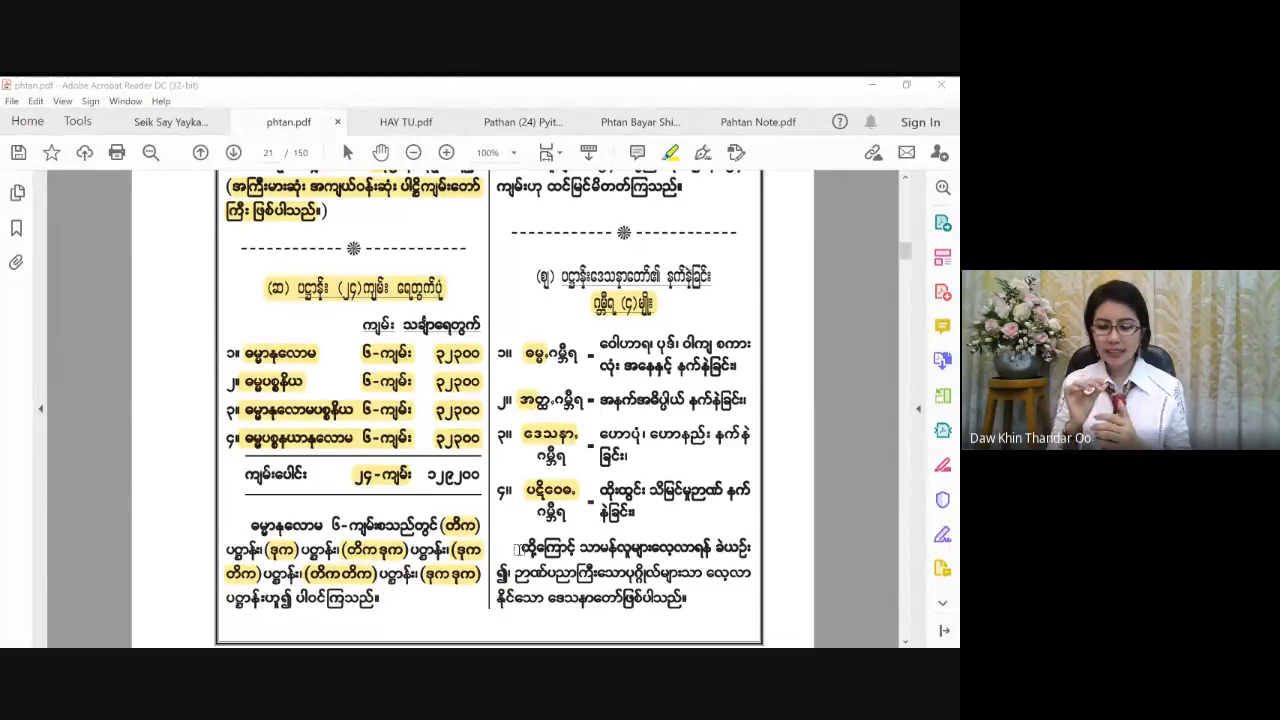 phtan.pdf - Adobe Acrobat Reader DC (32-bit)
File Edit View Sign Window Help
Home Tools Seik Say Yayka... phtan.pdf × HAY TU.pdf Pathan (24) Pyit... Phtan Bayar Shi... Pahtan Note.pdf Sign In
21 / 150 100%
(အကြီးမားဆုံး အကျယ်ဝန်းဆုံး ပါဠိကျမ်းတော်
ကြီး ဖြစ်ပါသည်။)
(ဆ) ပဋ္ဌာန်း (၂၄)ကျမ်း ရေတွက်ပုံ
ကျမ်း သင်္ချာရေတွက်
၁။ ဓမ္မာနုလောမ ၆-ကျမ်း ၃၂၃၀၀
၂။ ဓမ္မပစ္စနိယ ၆-ကျမ်း ၃၂၃၀၀
၃။ ဓမ္မာနုလောမပစ္စနိယ ၆-ကျမ်း ၃၂၃၀၀
၄။ ဓမ္မပစ္စနယာနုလောမ ၆-ကျမ်း ၃၂၃၀၀
ကျမ်းပေါင်း ၂၄-ကျမ်း ၁၂၉၂၀၀
ဓမ္မာနုလောမ ၆-ကျမ်းစသည်တွင် (တိက)
ပဋ္ဌာန်း၊ (ဒုက) ပဋ္ဌာန်း၊ (တိက ဒုက) ပဋ္ဌာန်း၊ (ဒုက
တိက) ပဋ္ဌာန်း၊ (တိက တိက) ပဋ္ဌာန်း၊ (ဒုက ဒုက)
ပဋ္ဌာန်းဟူ၍ ပါဝင်ကြသည်။
ကျမ်းဟု ထင်မြင်မိတတ်ကြသည်။
(ဈ) ပဋ္ဌာန်းဒေသနာတော်၏ နက်နဲခြင်း
ဂမ္ဘီရ (၄)မျိုး
၁။ ဓမ္မ,ဂမ္ဘီရ = ဝေါဟာရ၊ ပုဒ်၊ ဝါကျ စကား
လုံး အနေနှင့် နက်နဲခြင်း။
၂။ အတ္ထ,ဂမ္ဘီရ = အနက်အဓိပ္ပါယ် နက်နဲခြင်း။
၃။ ဒေသနာ, ဂမ္ဘီရ = ဟောပုံ၊ ဟောနည်း နက်နဲ
ခြင်း၊
၄။ ပဋိဝေဓ, ဂမ္ဘီရ = ထိုးထွင်း သိမြင်မှုဉာဏ် နက်
နဲခြင်း။
ထို့ကြောင့် သာမန်လူများလေ့လာရန် ခဲယဉ်း
၍၊ ဉာဏ်ပညာကြီးသောပုဂ္ဂိုလ်များသာ လေ့လာ
နိုင်သော ဒေသနာတော်ဖြစ်ပါသည်။
Daw Khin Thandar Oo